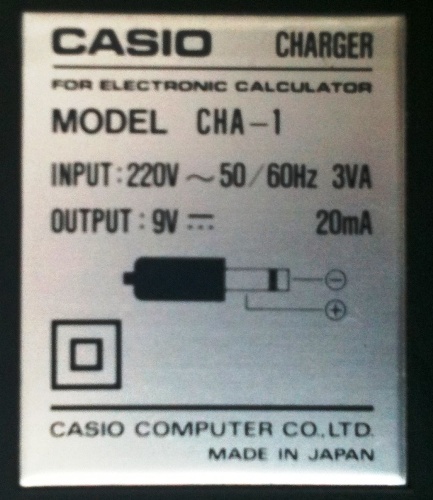 CASIO CHARGER
FOR ELECTRONIC CALCULATOR
MODEL CHA-1
INPUT: 220V ~ 50/60Hz 3VA
OUTPUT: 9V ⎓ 20mA
⊖
⊕
CASIO COMPUTER CO.,LTD.
MADE IN JAPAN